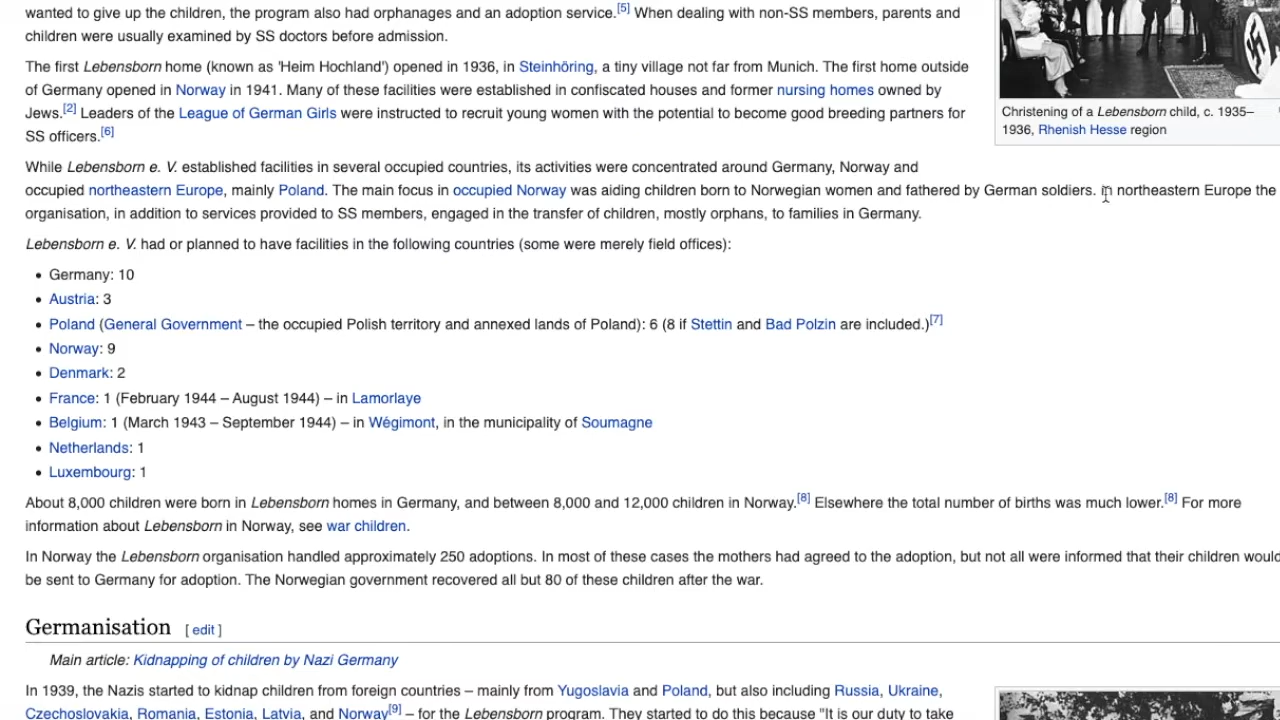 wanted to give up the children, the program also had orphanages and an adoption service.[5] When dealing with non-SS members, parents and
children were usually examined by SS doctors before admission.
The first Lebensborn home (known as 'Heim Hochland') opened in 1936, in Steinhöring, a tiny village not far from Munich. The first home outside
of Germany opened in Norway in 1941. Many of these facilities were established in confiscated houses and former nursing homes owned by
Jews.[2] Leaders of the League of German Girls were instructed to recruit young women with the potential to become good breeding partners for
SS officers.[6]
Christening of a Lebensborn child, c. 1935–
1936, Rhenish Hesse region
While Lebensborn e. V. established facilities in several occupied countries, its activities were concentrated around Germany, Norway and
occupied northeastern Europe, mainly Poland. The main focus in occupied Norway was aiding children born to Norwegian women and fathered by German soldiers. In northeastern Europe the
organisation, in addition to services provided to SS members, engaged in the transfer of children, mostly orphans, to families in Germany.
Lebensborn e. V. had or planned to have facilities in the following countries (some were merely field offices):
• Germany: 10
• Austria: 3
• Poland (General Government – the occupied Polish territory and annexed lands of Poland): 6 (8 if Stettin and Bad Polzin are included.)[7]
• Norway: 9
• Denmark: 2
• France: 1 (February 1944 – August 1944) – in Lamorlaye
• Belgium: 1 (March 1943 – September 1944) – in Wégimont, in the municipality of Soumagne
• Netherlands: 1
• Luxembourg: 1
About 8,000 children were born in Lebensborn homes in Germany, and between 8,000 and 12,000 children in Norway.[8] Elsewhere the total number of births was much lower.[8] For more
information about Lebensborn in Norway, see war children.
In Norway the Lebensborn organisation handled approximately 250 adoptions. In most of these cases the mothers had agreed to the adoption, but not all were informed that their children would
be sent to Germany for adoption. The Norwegian government recovered all but 80 of these children after the war.
Germanisation [ edit ]
Main article: Kidnapping of children by Nazi Germany
In 1939, the Nazis started to kidnap children from foreign countries – mainly from Yugoslavia and Poland, but also including Russia, Ukraine,
Czechoslovakia, Romania, Estonia, Latvia, and Norway[9] – for the Lebensborn program. They started to do this because "It is our duty to take